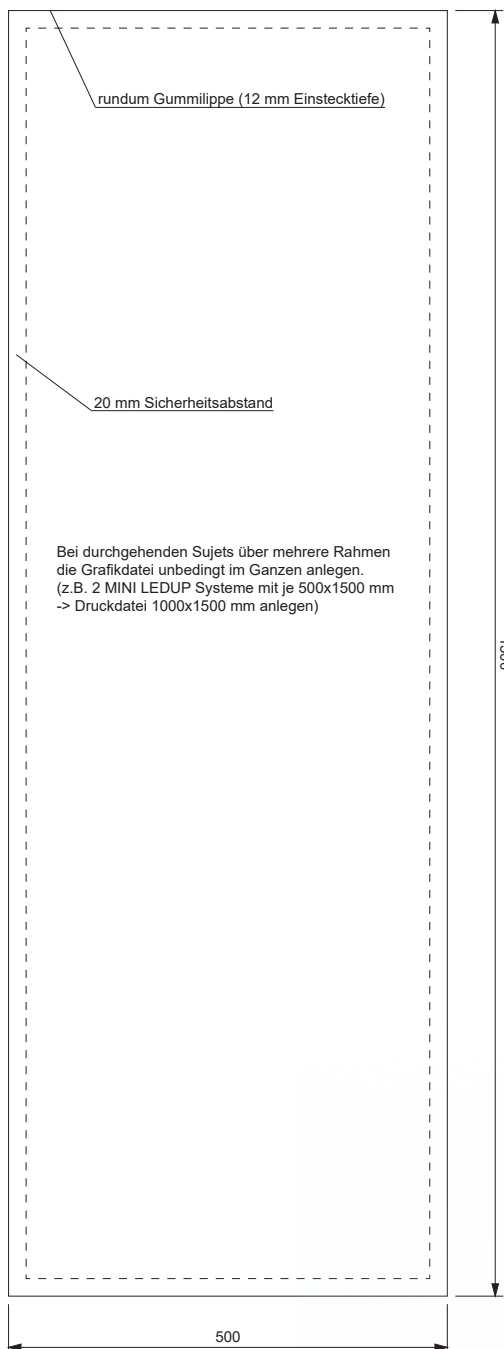 rundum Gummilippe (12 mm Einstecktiefe)
20 mm Sicherheitsabstand
Bei durchgehenden Sujets über mehrere Rahmen
die Grafikdatei unbedingt im Ganzen anlegen.
(z.B. 2 MINI LEDUP Systeme mit je 500x1500 mm
-> Druckdatei 1000x1500 mm anlegen)
500